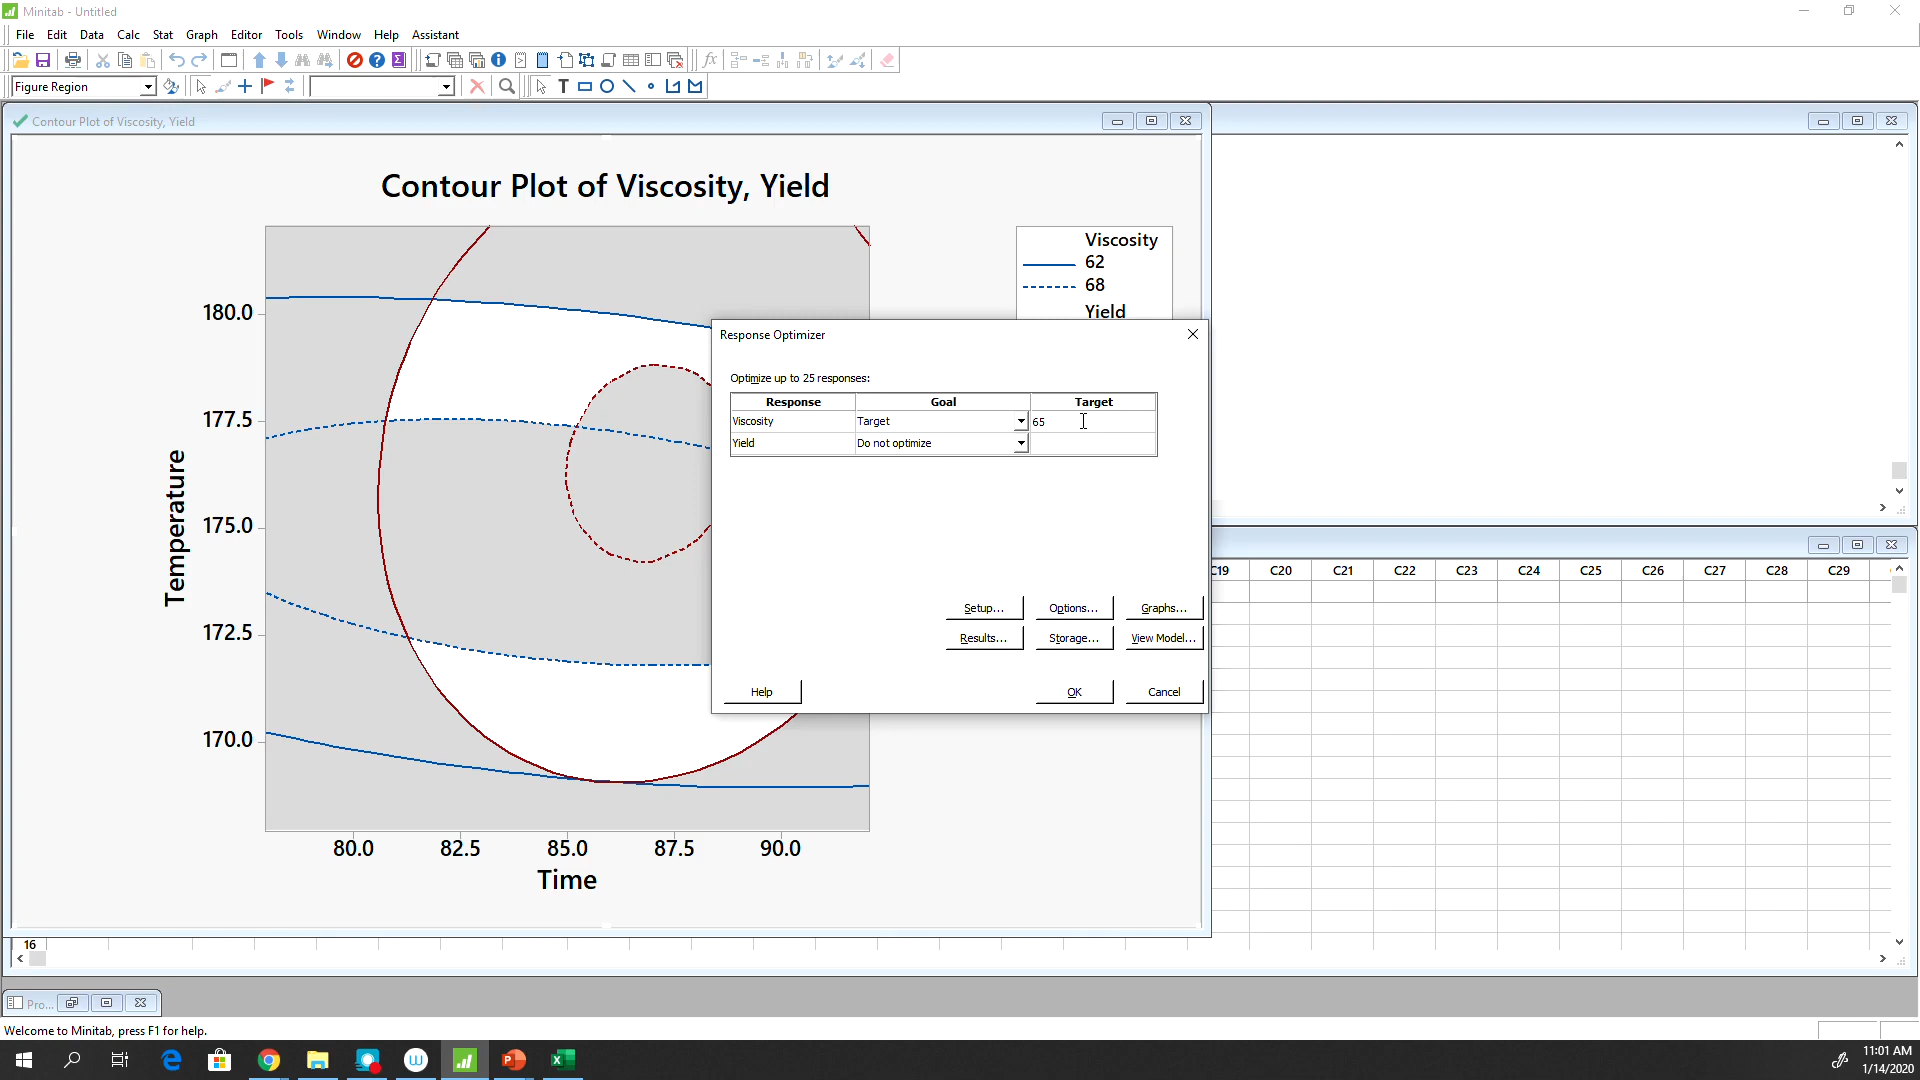 Minitab - Untitled
File Edit Data Calc Stat Graph Editor Tools Window Help Assistant
Figure Region
Contour Plot of Viscosity, Yield
Contour Plot of Viscosity, Yield
Viscosity
62
68
Yield
180.0
177.5
175.0
172.5
170.0
Temperature
80.0 82.5 85.0 87.5 90.0
Time
Response Optimizer
Optimize up to 25 responses:
Response Goal Target
Viscosity Target 65
Yield Do not optimize
Setup... Options... Graphs...
Results... Storage... View Model...
Help OK Cancel
C19 C20 C21 C22 C23 C24 C25 C26 C27 C28 C29
16
Pro...
Welcome to Minitab, press F1 for help.
11:01 AM
1/14/2020